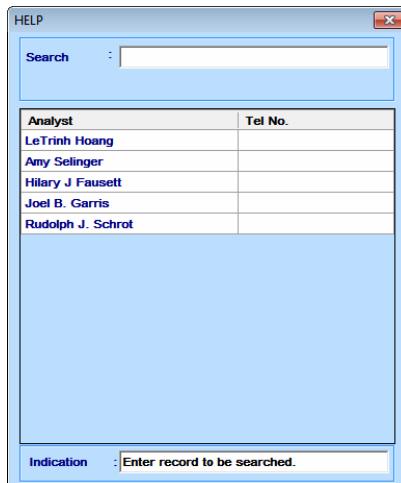 HELP
Search :
Analyst Tel No.
LeTrinh Hoang
Amy Selinger
Hilary J Fausett
Joel B. Garris
Rudolph J. Schrot
Indication : Enter record to be searched.